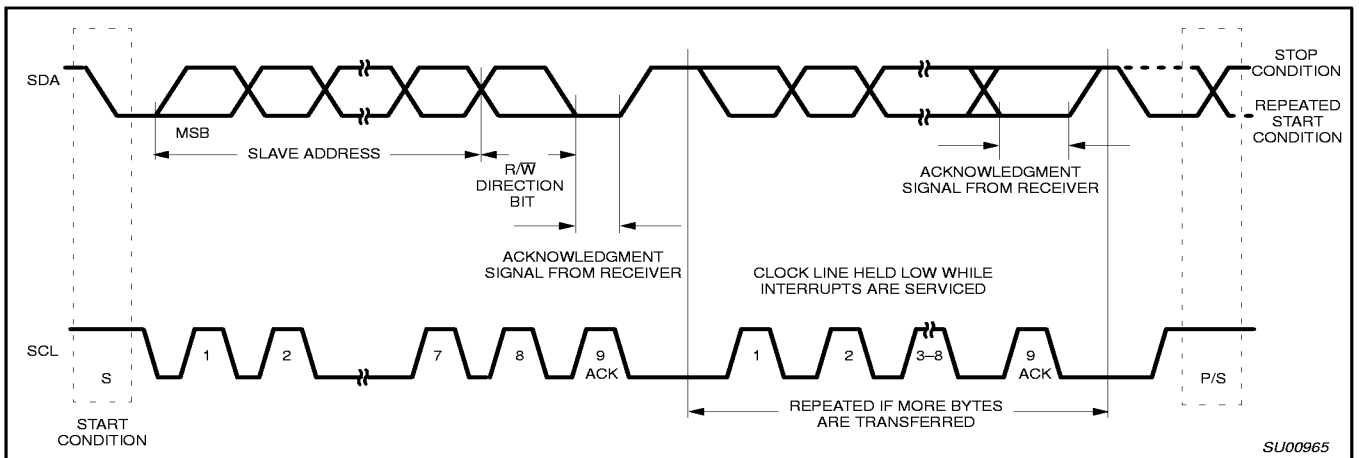 SDA
STOP
CONDITION
REPEATED
START
CONDITION
MSB
SLAVE ADDRESS
R/W̅
DIRECTION
BIT
ACKNOWLEDGMENT
SIGNAL FROM RECEIVER
ACKNOWLEDGMENT
SIGNAL FROM RECEIVER
CLOCK LINE HELD LOW WHILE
INTERRUPTS ARE SERVICED
SCL
S
1
2
7
8
9
ACK
1
2
3–8
9
ACK
P/S
START
CONDITION
REPEATED IF MORE BYTES
ARE TRANSFERRED
SU00965